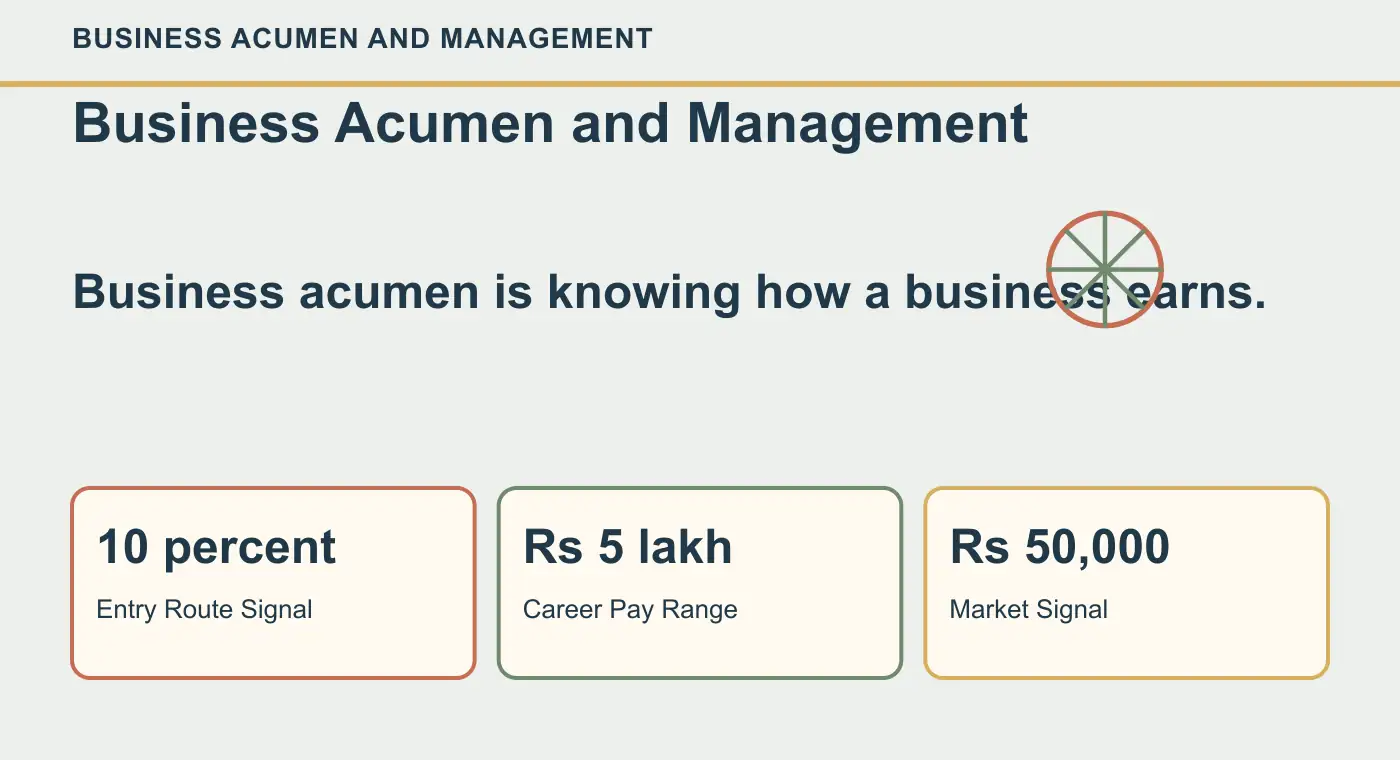 BUSINESS ACUMEN AND MANAGEMENT
Business Acumen and Management
Business acumen is knowing how a business earns.
10 percent
Entry Route Signal
Rs 5 lakh
Career Pay Range
Rs 50,000
Market Signal